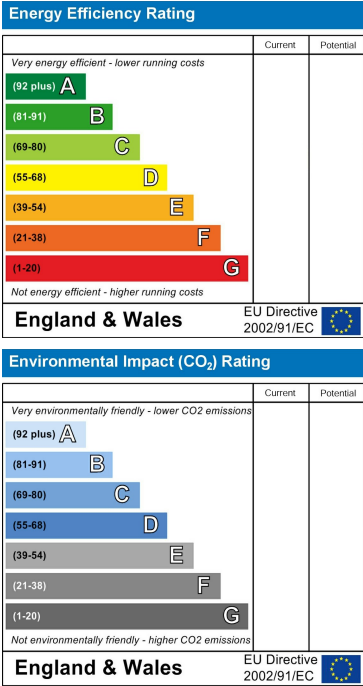 Energy Efficiency Rating
Current Potential
Very energy efficient - lower running costs
(92 plus) A
(81-91) B
(69-80) C
(55-68) D
(39-54) E
(21-38) F
(1-20) G
Not energy efficient - higher running costs
England & Wales
EU Directive
2002/91/EC
Environmental Impact (CO₂) Rating
Current Potential
Very environmentally friendly - lower CO2 emissions
(92 plus) A
(81-91) B
(69-80) C
(55-68) D
(39-54) E
(21-38) F
(1-20) G
Not environmentally friendly - higher CO2 emissions
England & Wales
EU Directive
2002/91/EC